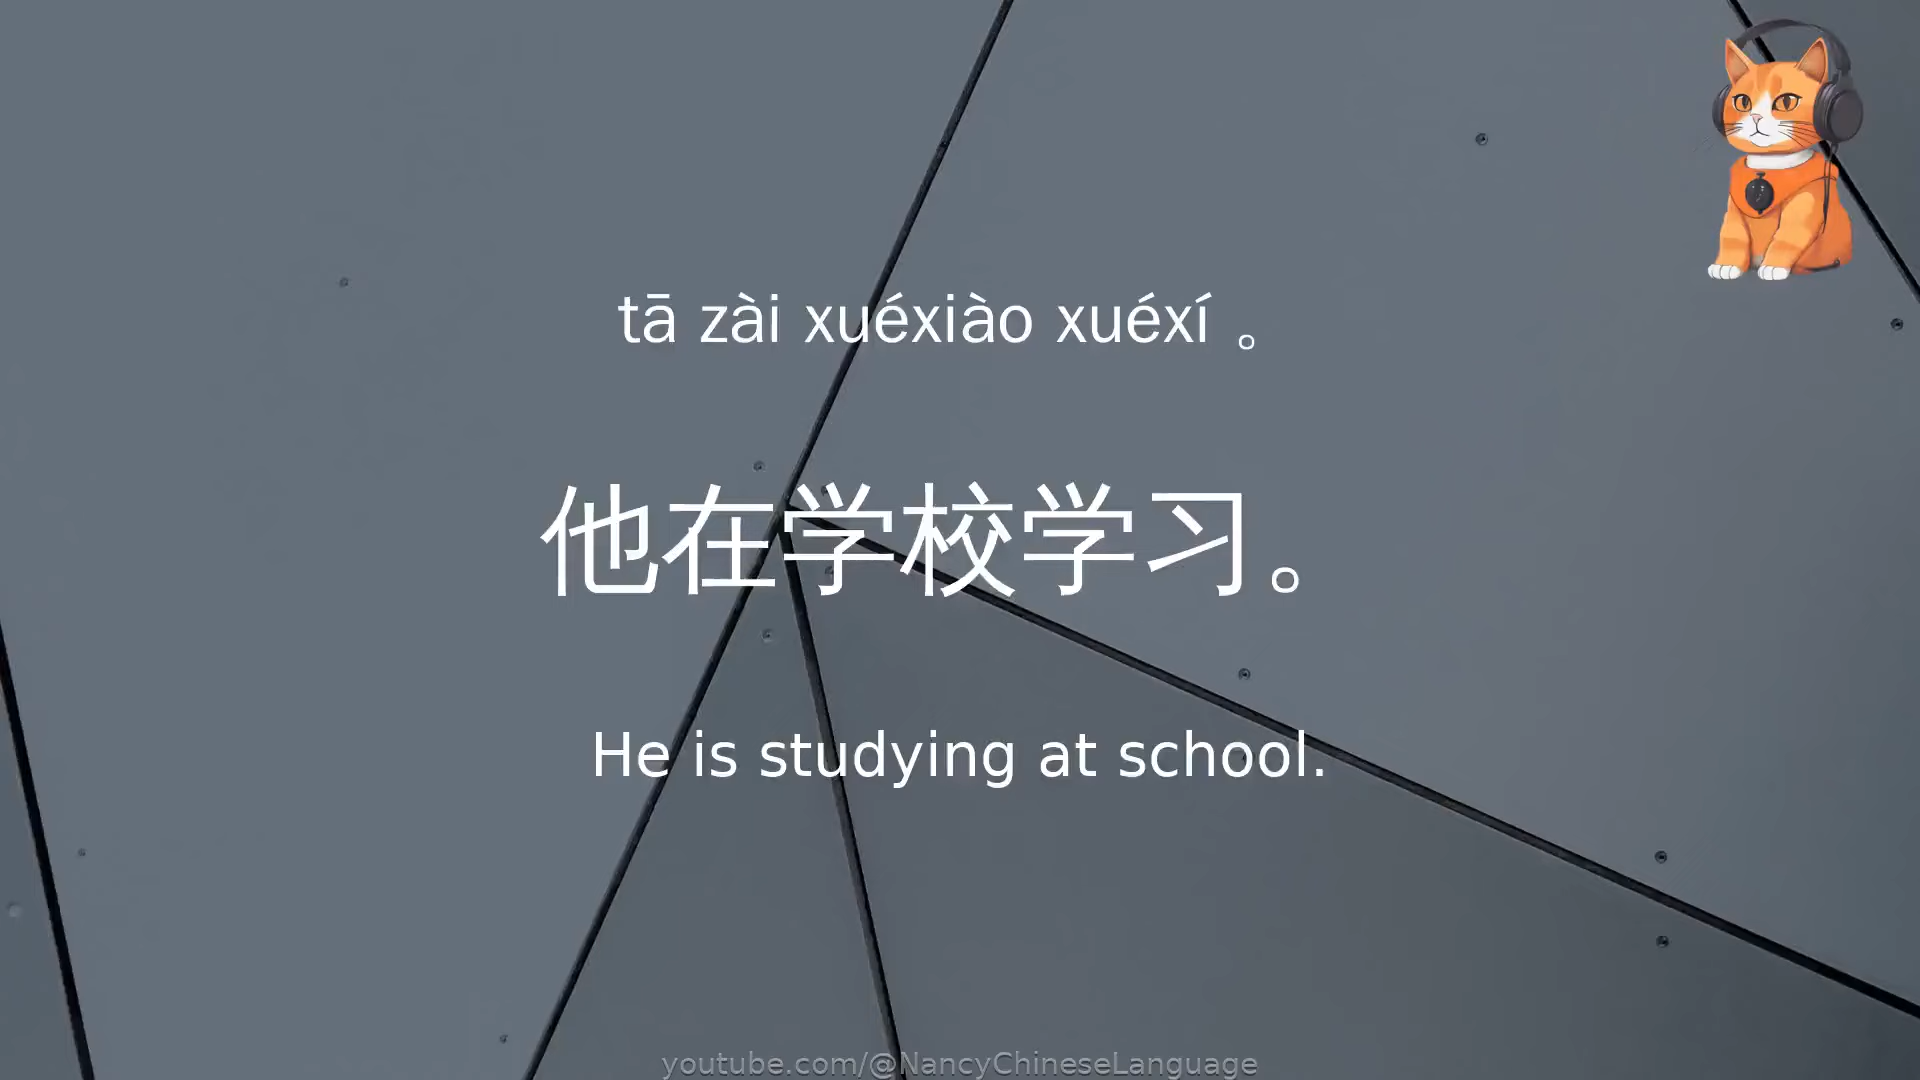 tā zài xuéxiào xuéxí 。
他在学校学习。
He is studying at school.
youtube.com/@NancyChineseLanguage